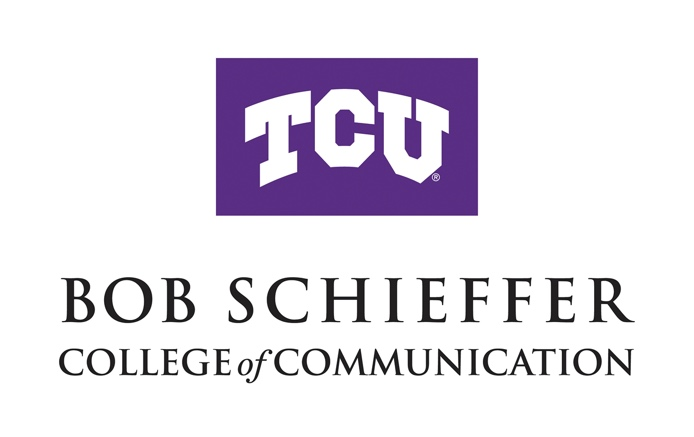 TCU®
BOB SCHIEFFER
COLLEGE of COMMUNICATION